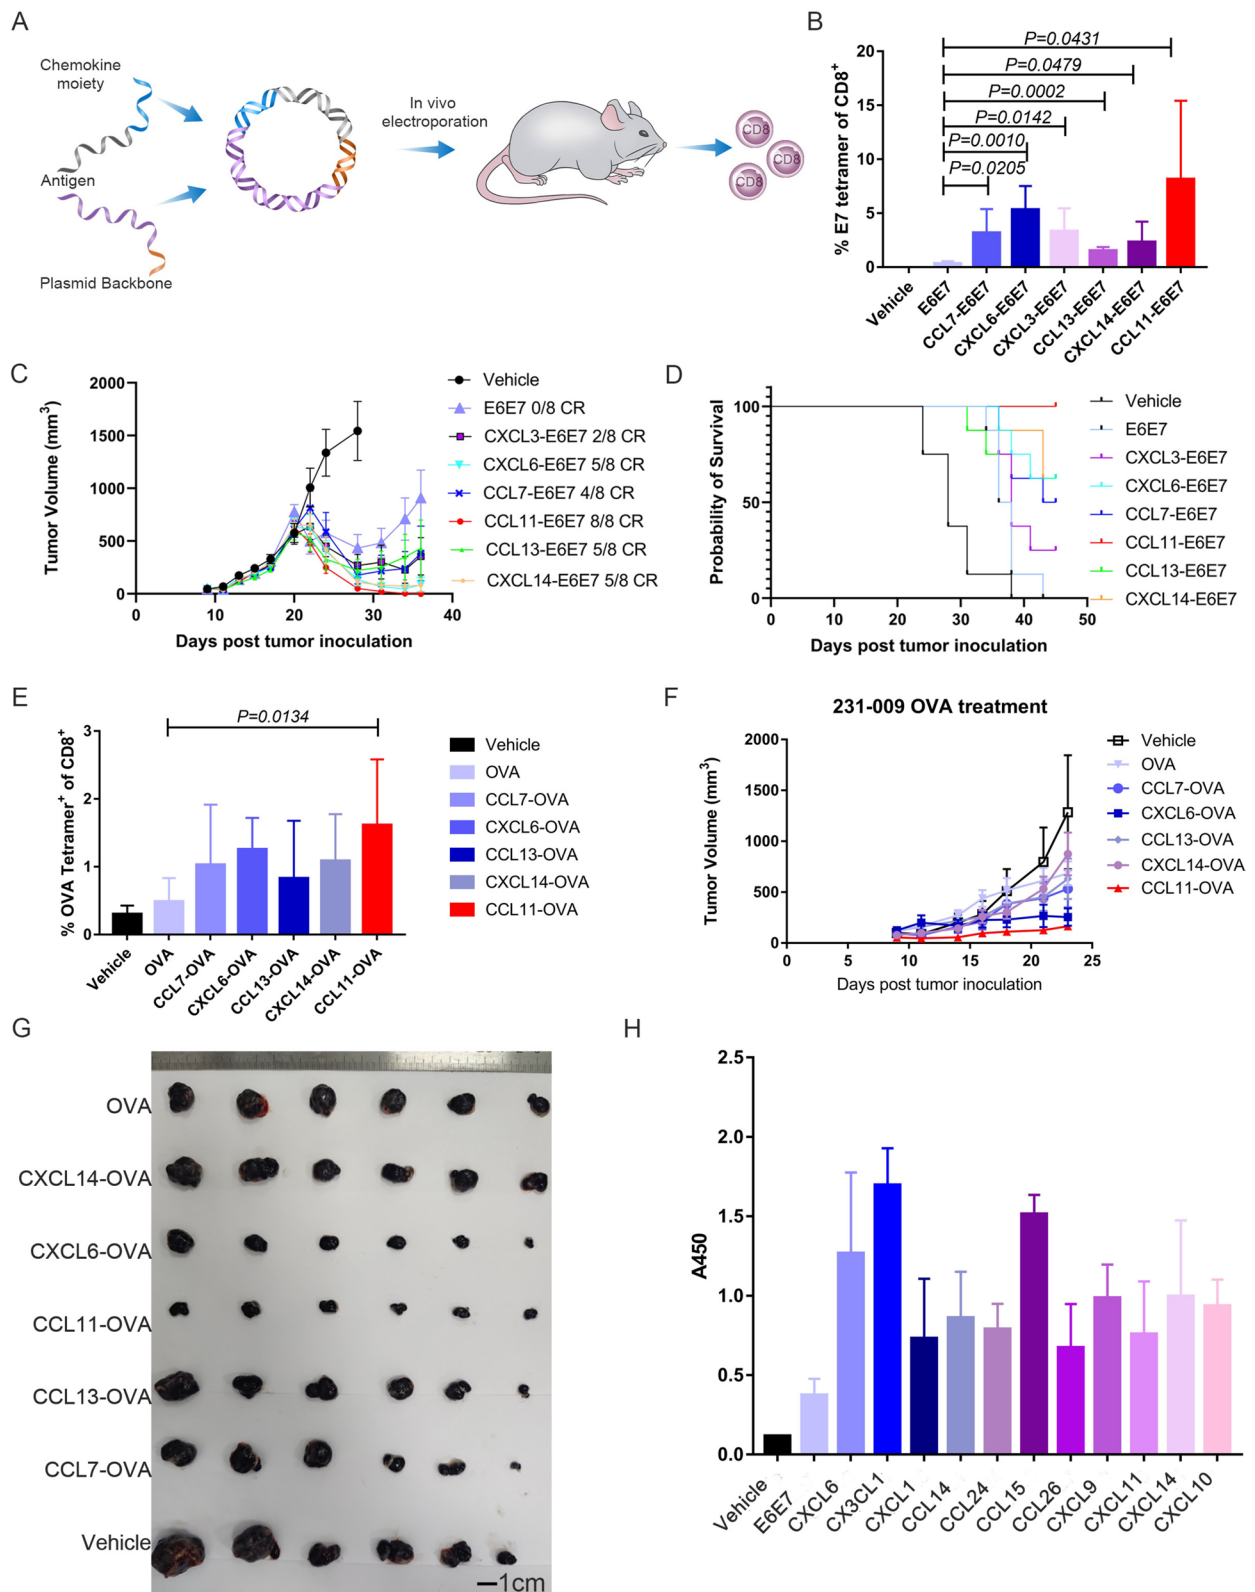 A
Chemokine
moiety
Antigen
Plasmid Backbone
In vivo
electroporation
CD8
CD8
CD8
B
% E7 tetramer of CD8⁺
20
15
10
5
0
P=0.0431
P=0.0479
P=0.0002
P=0.0142
P=0.0010
P=0.0205
Vehicle
E6E7
CCL7-E6E7
CXCL6-E6E7
CXCL3-E6E7
CCL13-E6E7
CXCL14-E6E7
CCL11-E6E7
C
Tumor Volume (mm³)
2000
1500
1000
500
0
0 10 20 30 40
Days post tumor inoculation
Vehicle
E6E7 0/8 CR
CXCL3-E6E7 2/8 CR
CXCL6-E6E7 5/8 CR
CCL7-E6E7 4/8 CR
CCL11-E6E7 8/8 CR
CCL13-E6E7 5/8 CR
CXCL14-E6E7 5/8 CR
D
Probability of Survival
100
50
0
0 10 20 30 40 50
Days post tumor inoculation
Vehicle
E6E7
CXCL3-E6E7
CXCL6-E6E7
CCL7-E6E7
CCL11-E6E7
CCL13-E6E7
CXCL14-E6E7
E
% OVA Tetramer⁺ of CD8⁺
3
2
1
0
P=0.0134
Vehicle
OVA
CCL7-OVA
CXCL6-OVA
CCL13-OVA
CXCL14-OVA
CCL11-OVA
Vehicle
OVA
CCL7-OVA
CXCL6-OVA
CCL13-OVA
CXCL14-OVA
CCL11-OVA
F
231-009 OVA treatment
Tumor Volume (mm³)
2000
1500
1000
500
0
0 5 10 15 20 25
Days post tumor inoculation
Vehicle
OVA
CCL7-OVA
CXCL6-OVA
CCL13-OVA
CXCL14-OVA
CCL11-OVA
G
OVA
CXCL14-OVA
CXCL6-OVA
CCL11-OVA
CCL13-OVA
CCL7-OVA
Vehicle
1cm
H
A450
2.5
2.0
1.5
1.0
0.5
0.0
Vehicle
E6E7
CXCL6
CX3CL1
CXCL1
CCL14
CCL24
CCL15
CCL26
CXCL9
CXCL11
CXCL14
CXCL10